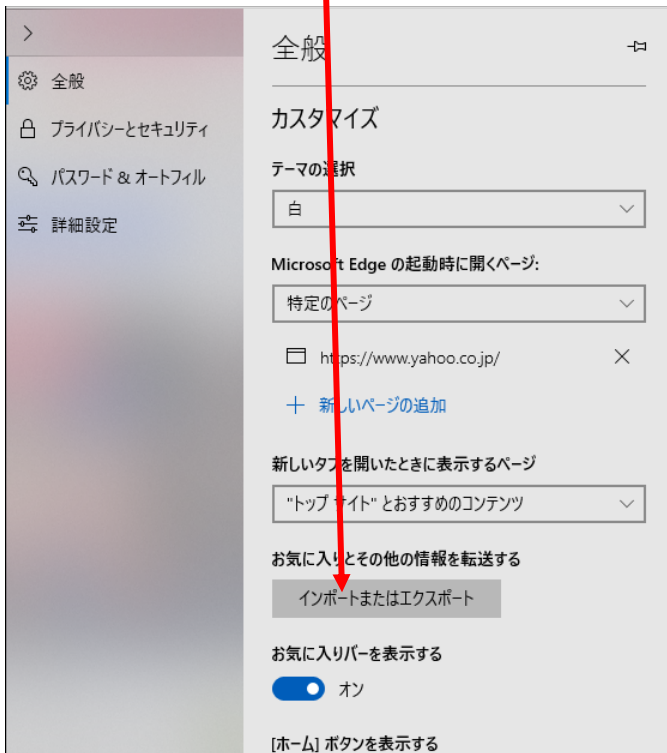 全般
プライバシーとセキュリティ
パスワード & オートフィル
詳細設定
全般
カスタマイズ
テーマの選択
白
Microsoft Edge の起動時に開くページ:
特定のページ
https://www.yahoo.co.jp/
新しいページの追加
新しいタブを開いたときに表示するページ
"トップ サイト" とおすすめのコンテンツ
お気に入りとその他の情報を転送する
インポートまたはエクスポート
お気に入りバーを表示する
オン
[ホーム] ボタンを表示する